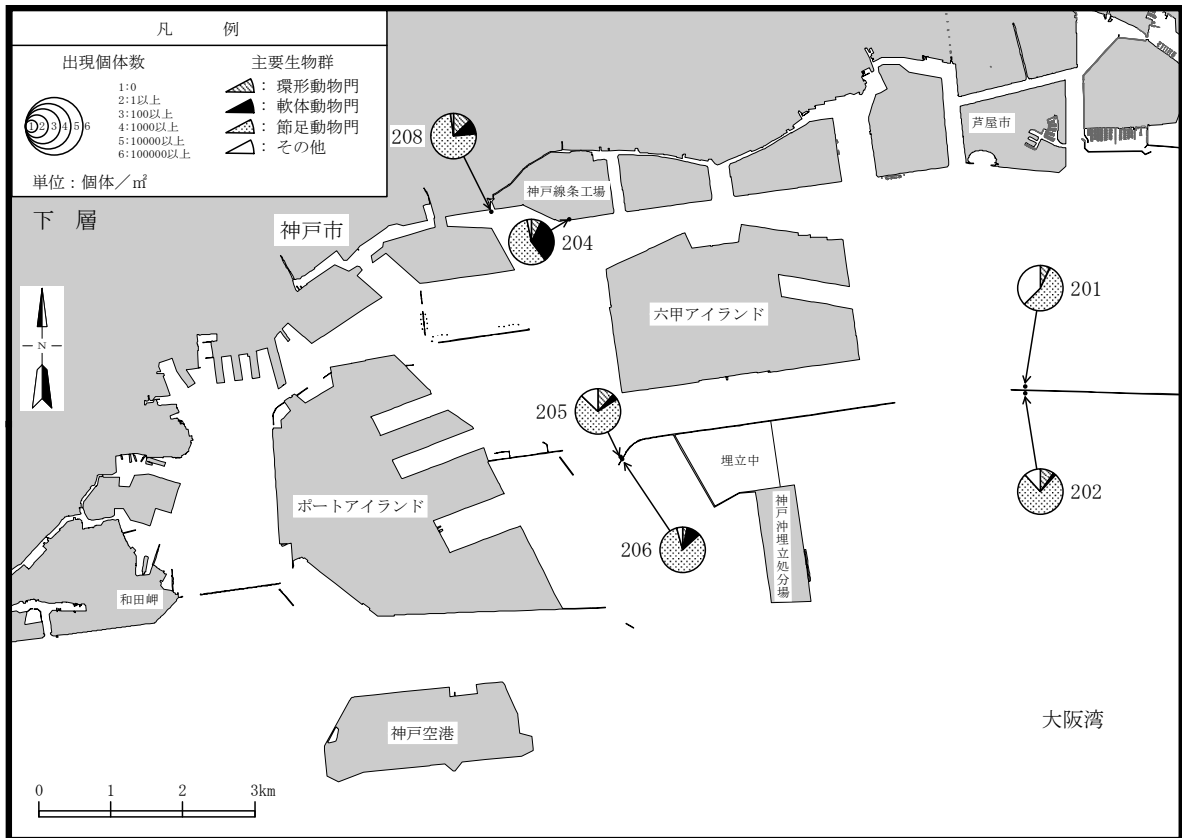 凡　例
出現個体数
1 2 3 4 5 6
1:0
2:1以上
3:100以上
4:1000以上
5:10000以上
6:100000以上
単位：個体／㎡
主要生物群
：環形動物門
：軟体動物門
：節足動物門
：その他
下　層
神戸市
208
神戸線条工場
204
芦屋市
N
六甲アイランド
201
205
埋立中
ポートアイランド
神戸沖埋立処分場
202
206
和田岬
神戸空港
大阪湾
0 1 2 3km